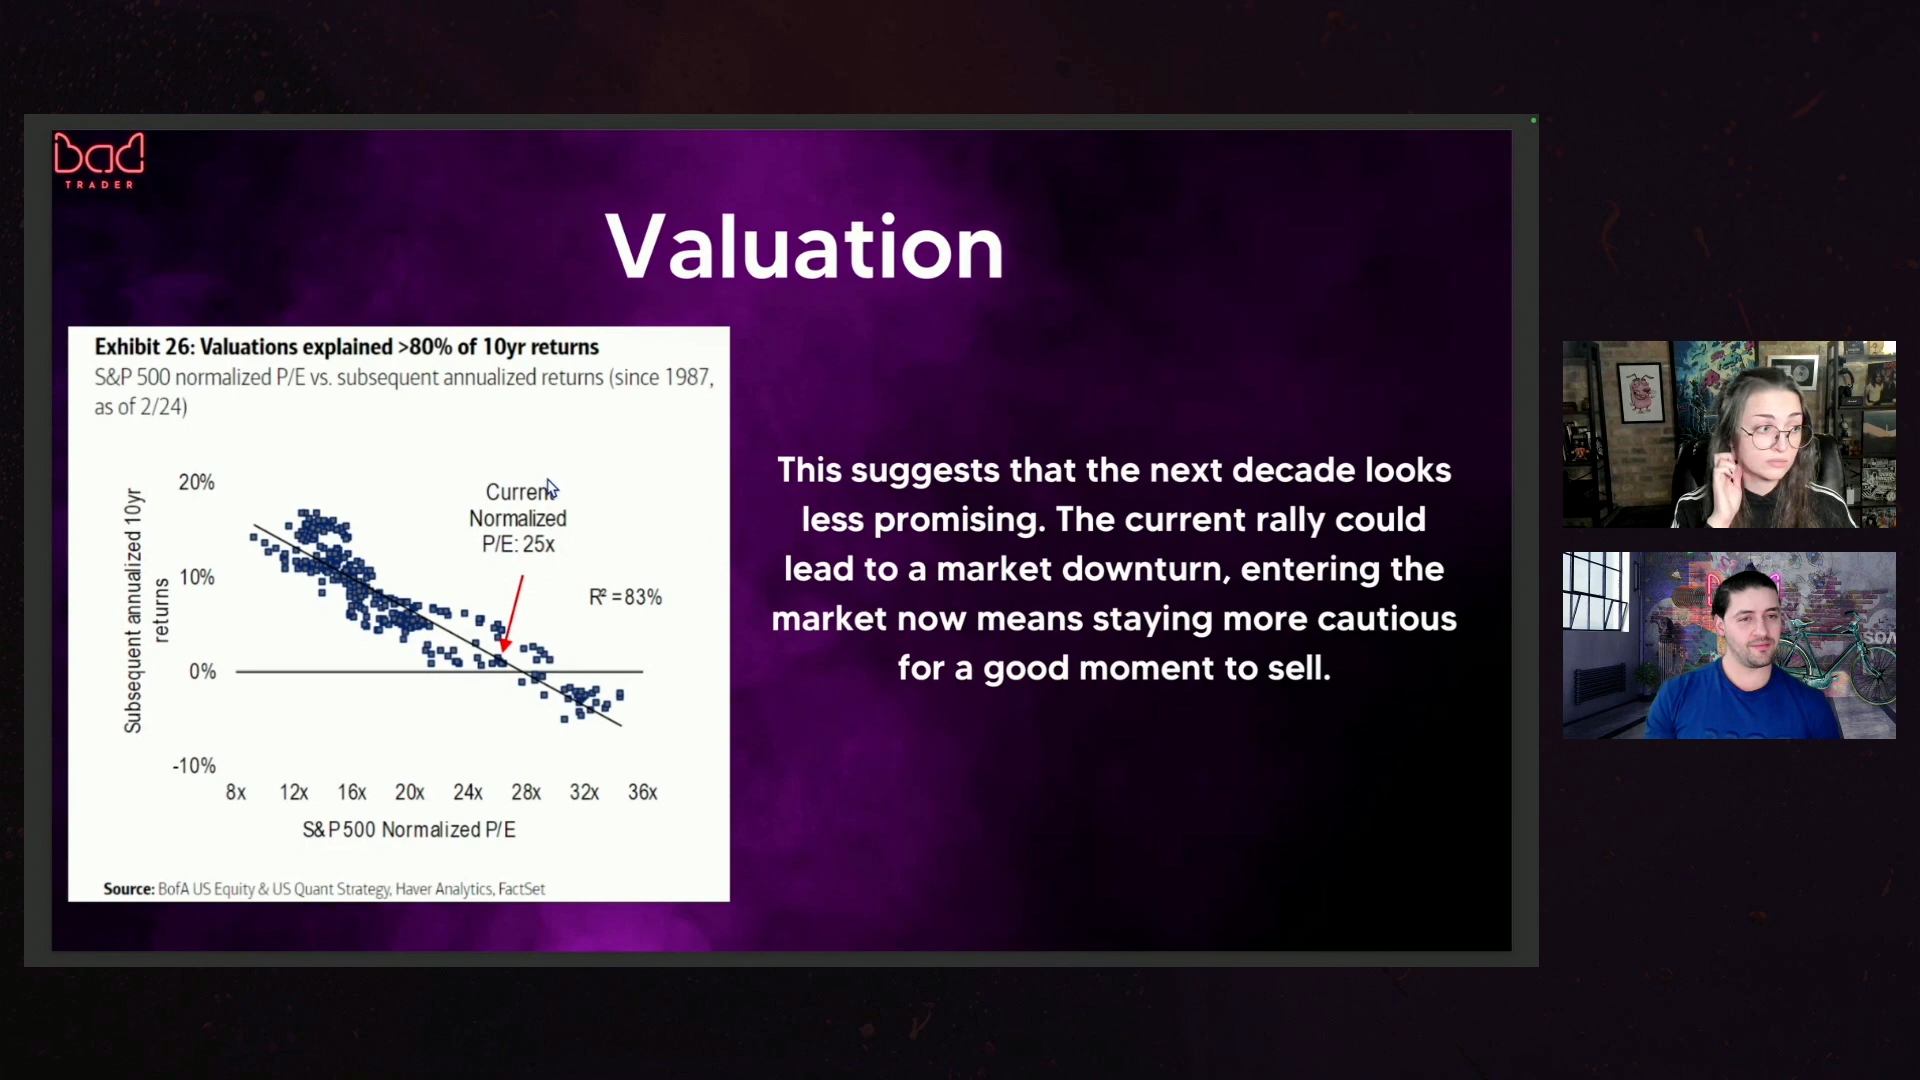 bad
TRADER
Valuation
Exhibit 26: Valuations explained >80% of 10yr returns
S&P 500 normalized P/E vs. subsequent annualized returns (since 1987,
as of 2/24)
Subsequent annualized 10yr
returns
20%
10%
0%
-10%
Current
Normalized
P/E: 25x
R² = 83%
8x 12x 16x 20x 24x 28x 32x 36x
S&P 500 Normalized P/E
Source: BofA US Equity & US Quant Strategy, Haver Analytics, FactSet
This suggests that the next decade looks
less promising. The current rally could
lead to a market downturn, entering the
market now means staying more cautious
for a good moment to sell.